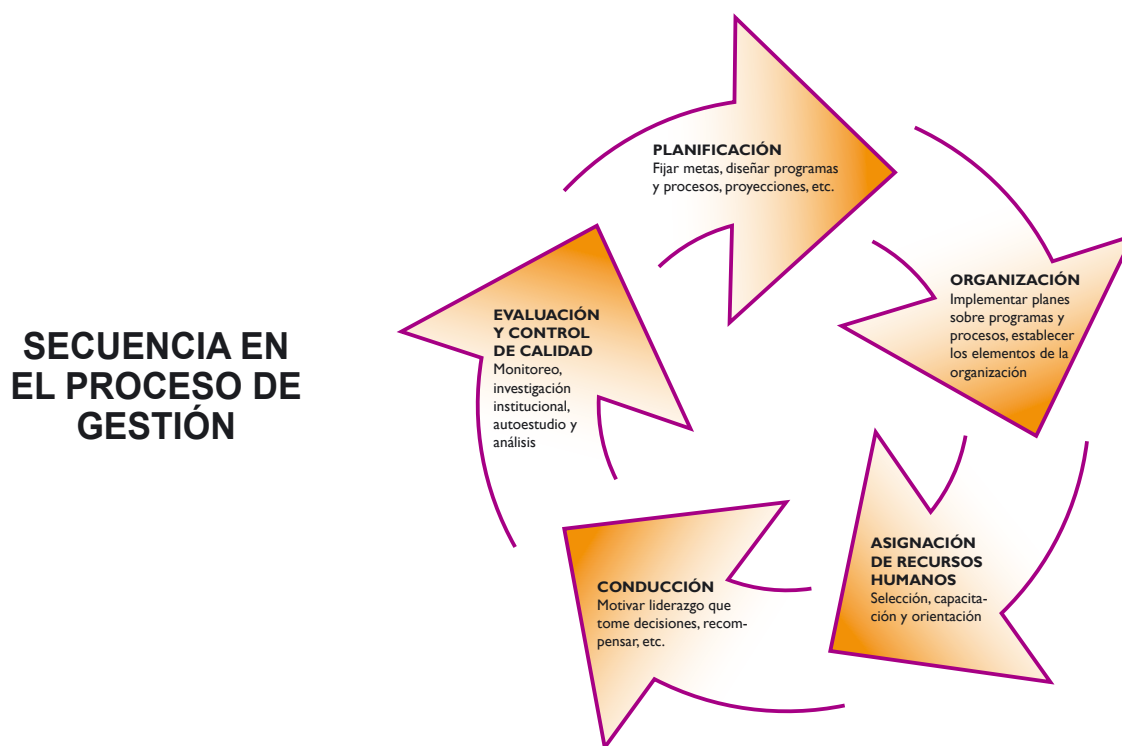 SECUENCIA EN
EL PROCESO DE
GESTIÓN
PLANIFICACIÓN
Fijar metas, diseñar programas
y procesos, proyecciones, etc.
ORGANIZACIÓN
Implementar planes
sobre programas y
procesos, establecer
los elementos de la
organización
ASIGNACIÓN
DE RECURSOS
HUMANOS
Selección, capacita-
ción y orientación
CONDUCCIÓN
Motivar liderazgo que
tome decisiones, recom-
pensar, etc.
EVALUACIÓN
Y CONTROL
DE CALIDAD
Monitoreo,
investigación
institucional,
autoestudio y
análisis